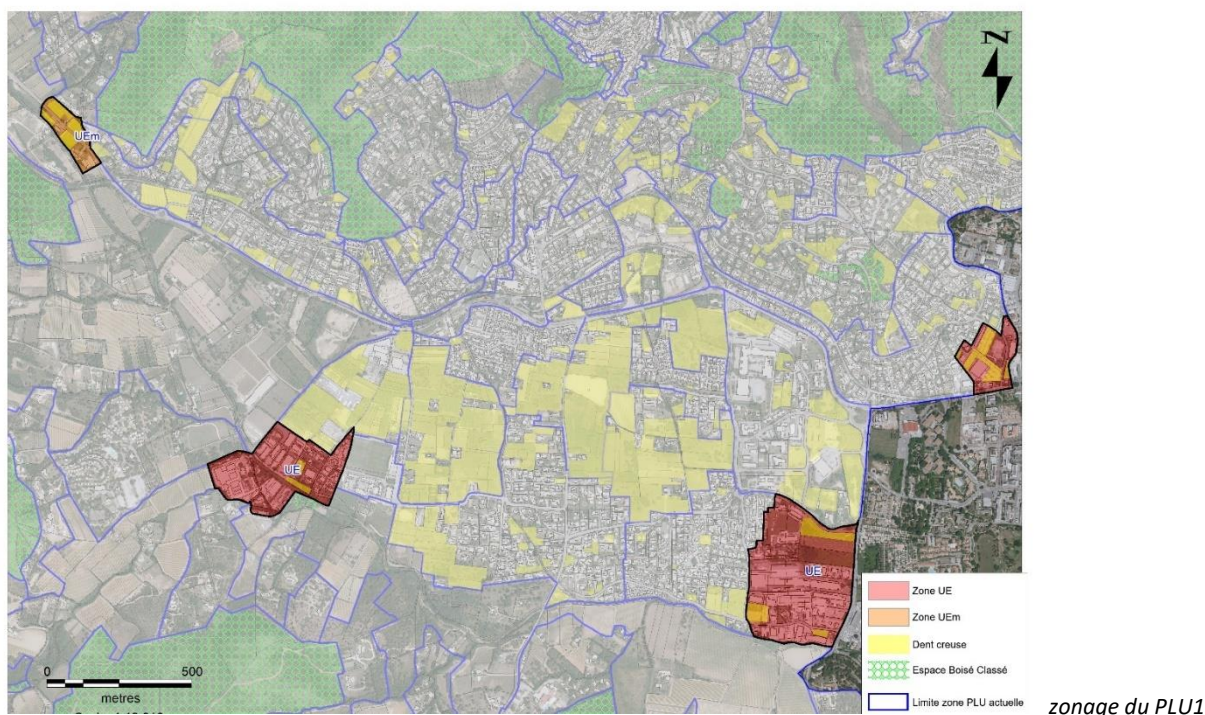 N
UEm
UE
UE
Zone UE
Zone UEm
Dent creuse
Espace Boisé Classé
Limite zone PLU actuelle
0 500
metres
zonage du PLU1